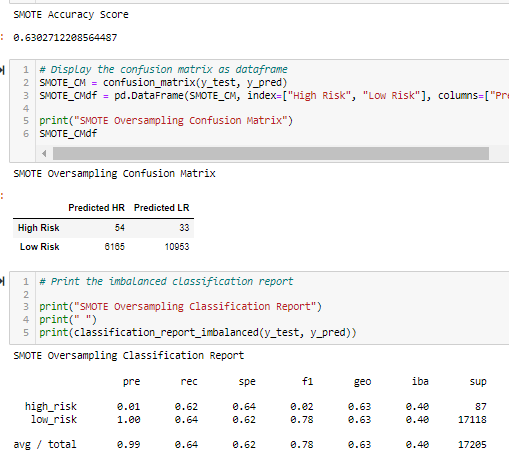 SMOTE Accuracy Score
0.6302712208564487
1 # Display the confusion matrix as dataframe
2 SMOTE_CM = confusion_matrix(y_test, y_pred)
3 SMOTE_CMdf = pd.DataFrame(SMOTE_CM, index=["High Risk", "Low Risk"], columns=["Pre
4
5 print("SMOTE Oversampling Confusion Matrix")
6 SMOTE_CMdf
SMOTE Oversampling Confusion Matrix
Predicted HR Predicted LR
High Risk 54 33
Low Risk 6165 10953
1 # Print the imbalanced classification report
2
3 print("SMOTE Oversampling Classification Report")
4 print(" ")
5 print(classification_report_imbalanced(y_test, y_pred))
SMOTE Oversampling Classification Report
pre rec spe f1 geo iba sup
high_risk 0.01 0.62 0.64 0.02 0.63 0.40 87
low_risk 1.00 0.64 0.62 0.78 0.63 0.40 17118
avg / total 0.99 0.64 0.62 0.78 0.63 0.40 17205